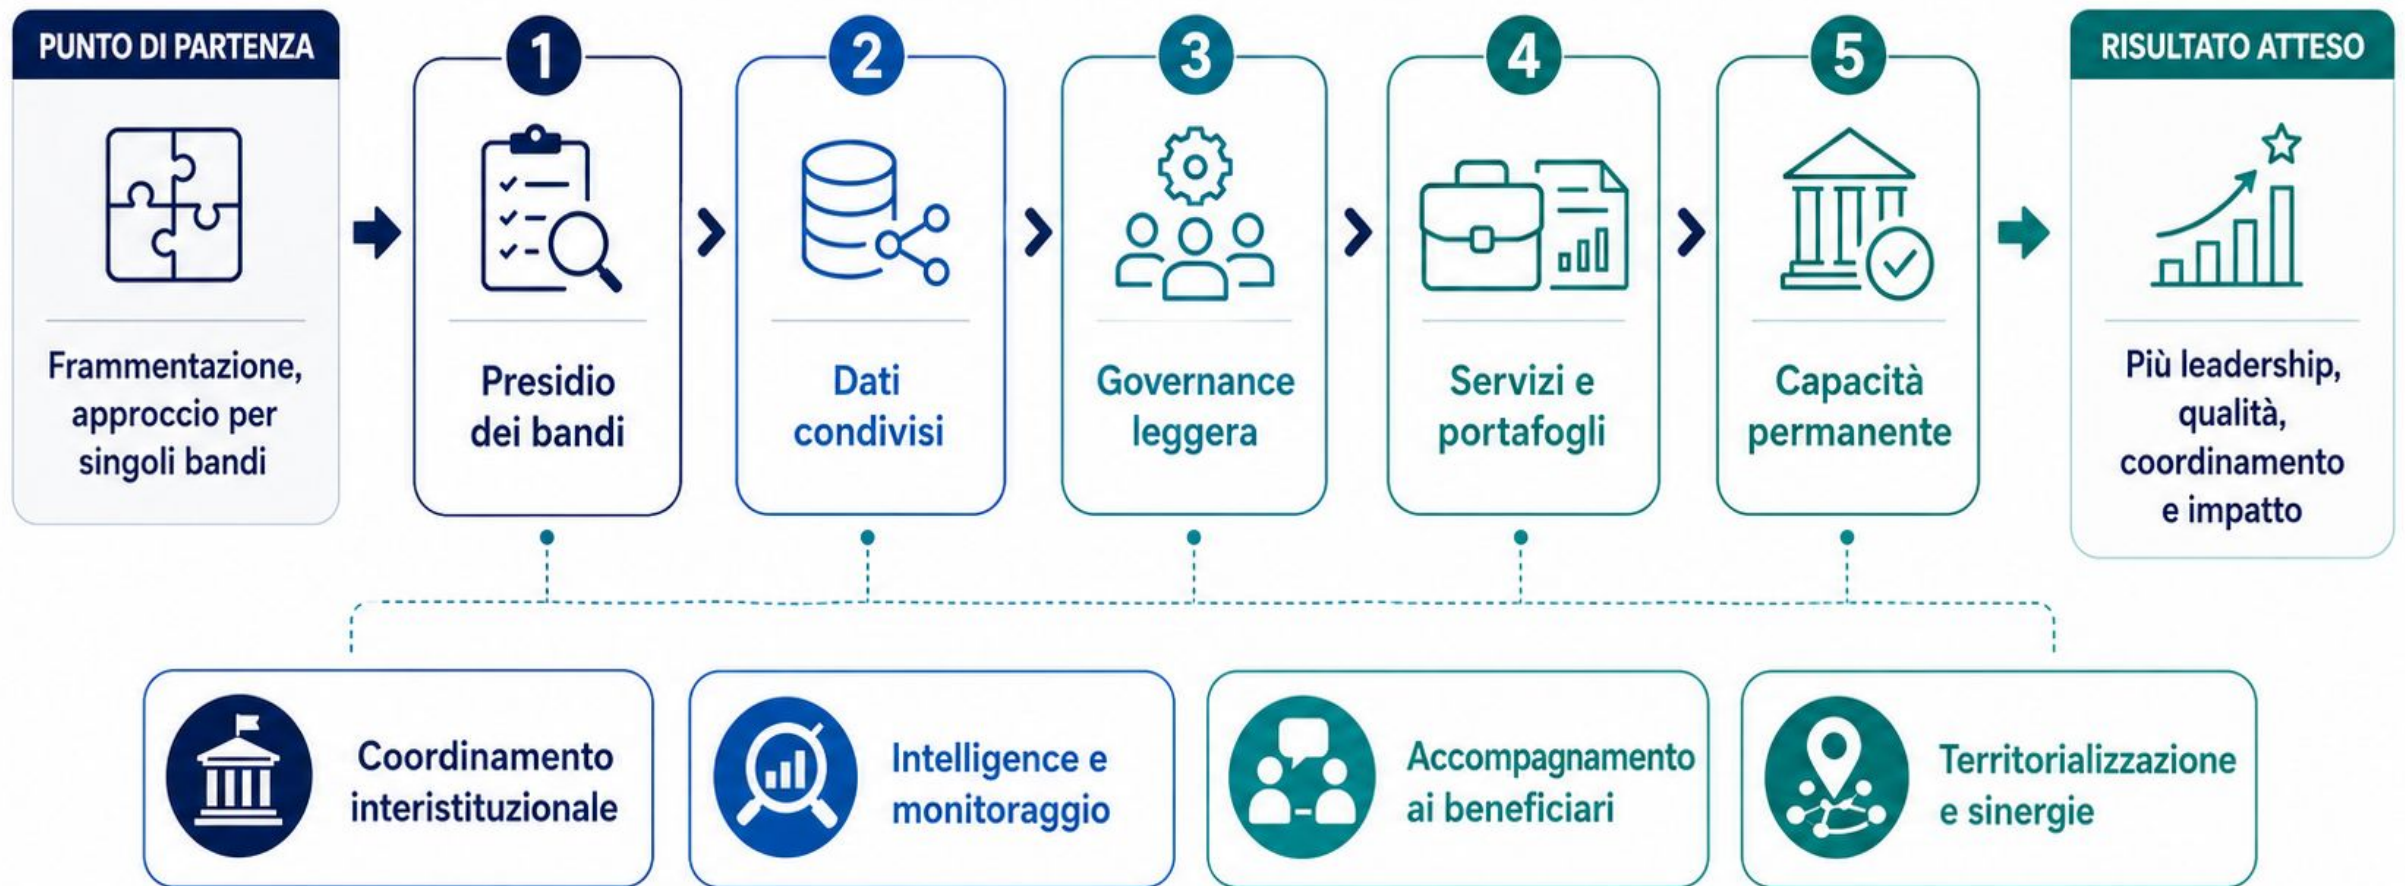 PUNTO DI PARTENZA
Frammentazione,
approccio per
singoli bandi
1
Presidio
dei bandi
2
Dati
condivisi
3
Governance
leggera
4
Servizi e
portafogli
5
Capacità
permanente
RISULTATO ATTESO
Più leadership,
qualità,
coordinamento
e impatto
Coordinamento
interistituzionale
Intelligence e
monitoraggio
Accompagnamento
ai beneficiari
Territorializzazione
e sinergie